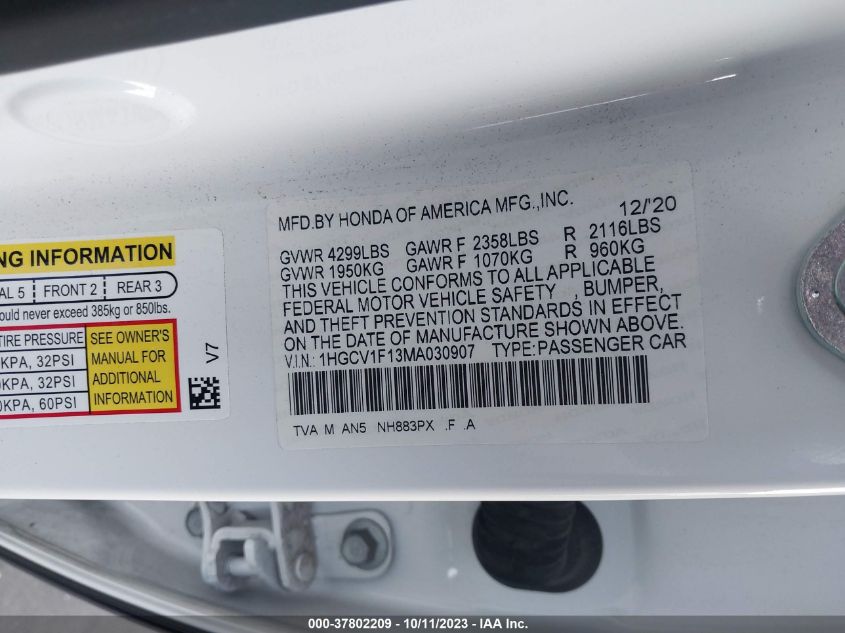 NG INFORMATION
AL 5 FRONT 2 REAR 3
ould never exceed 385kg or 850lbs.
TIRE PRESSURE
KPA, 32PSI
KPA, 32PSI
0KPA, 60PSI
SEE OWNER'S
MANUAL FOR
ADDITIONAL
INFORMATION
V7
MFD.BY HONDA OF AMERICA MFG.,INC. 12/'20
GVWR 4299LBS GAWR F 2358LBS R 2116LBS
GVWR 1950KG GAWR F 1070KG R 960KG
THIS VEHICLE CONFORMS TO ALL APPLICABLE
FEDERAL MOTOR VEHICLE SAFETY , BUMPER,
AND THEFT PREVENTION STANDARDS IN EFFECT
ON THE DATE OF MANUFACTURE SHOWN ABOVE.
V.I.N.: 1HGCV1F13MA030907 TYPE:PASSENGER CAR
TVA M AN5 NH883PX .F .A
000-37802209 - 10/11/2023 - IAA Inc.